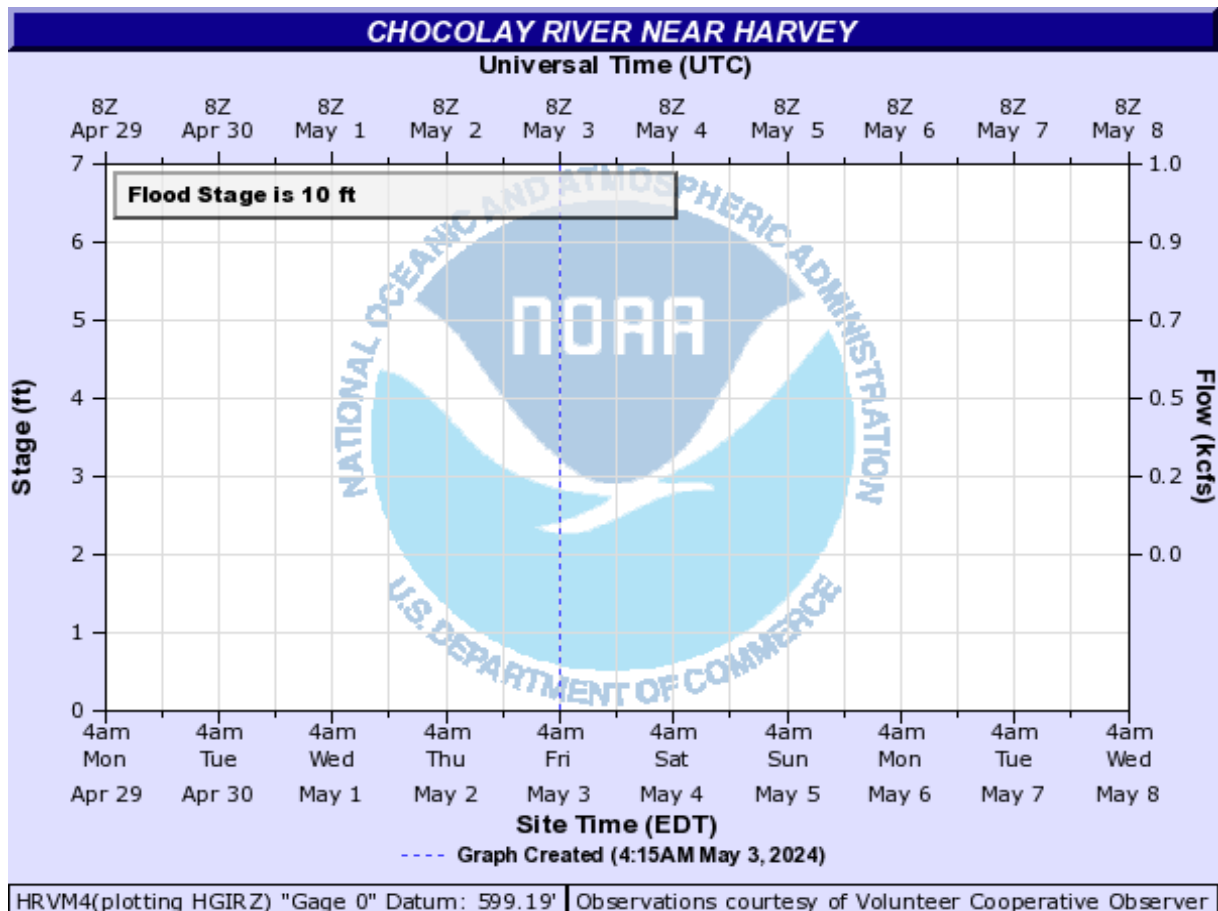 CHOCOLAY RIVER NEAR HARVEY
Universal Time (UTC)
8Z 8Z 8Z 8Z 8Z 8Z 8Z 8Z 8Z 8Z
Apr 29 Apr 30 May 1 May 2 May 3 May 4 May 5 May 6 May 7 May 8
Flood Stage is 10 ft
7
6
5
4
3
2
1
0
Stage (ft)
1.0
0.9
0.7
0.5
0.2
0.0
Flow (kcfs)
NATIONAL OCEANIC AND ATMOSPHERIC ADMINISTRATION
NOAA
U.S. DEPARTMENT OF COMMERCE
4am 4am 4am 4am 4am 4am 4am 4am 4am 4am
Mon Tue Wed Thu Fri Sat Sun Mon Tue Wed
Apr 29 Apr 30 May 1 May 2 May 3 May 4 May 5 May 6 May 7 May 8
Site Time (EDT)
---- Graph Created (4:15AM May 3, 2024)
HRVM4(plotting HGIRZ) "Gage 0" Datum: 599.19' Observations courtesy of Volunteer Cooperative Observer